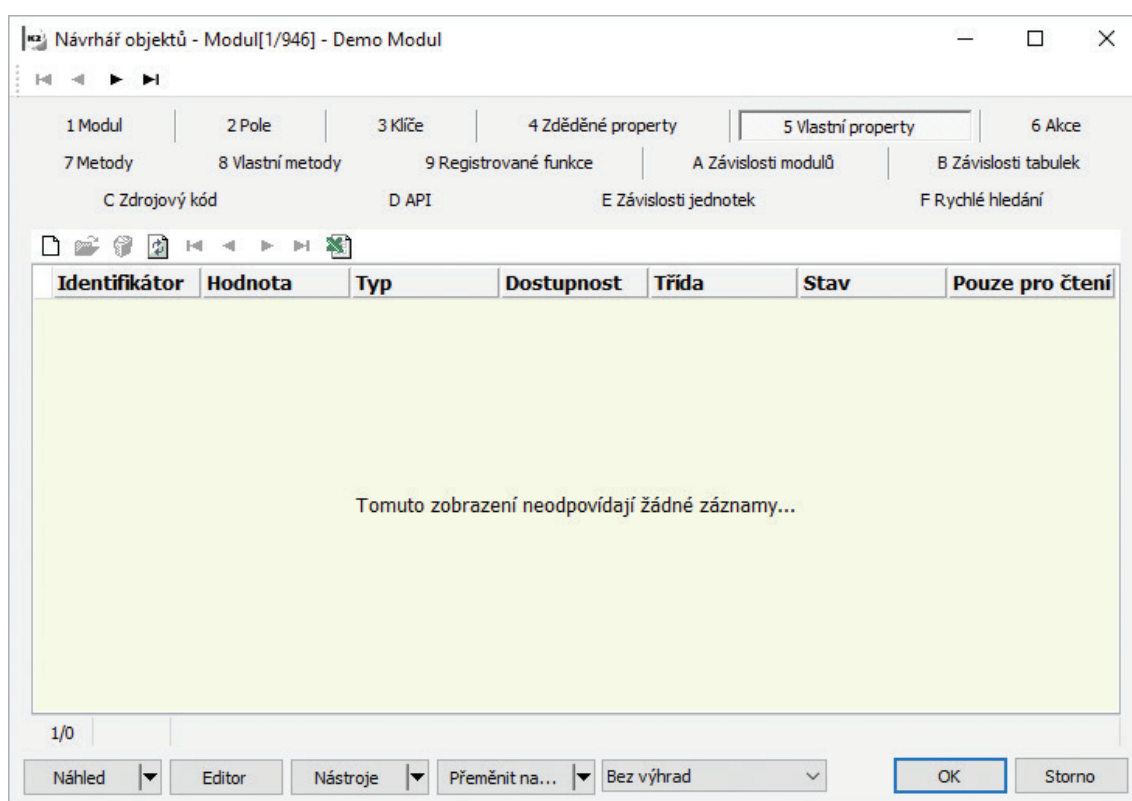 K2 Návrhář objektů - Modul[1/946] - Demo Modul
1 Modul 2 Pole 3 Klíče 4 Zděděné property 5 Vlastní property 6 Akce
7 Metody 8 Vlastní metody 9 Registrované funkce A Závislosti modulů B Závislosti tabulek
C Zdrojový kód D API E Závislosti jednotek F Rychlé hledání
Identifikátor Hodnota Typ Dostupnost Třída Stav Pouze pro čtení
Tomuto zobrazení neodpovídají žádné záznamy...
1/0
Náhled Editor Nástroje Přeměnit na... Bez výhrad OK Storno